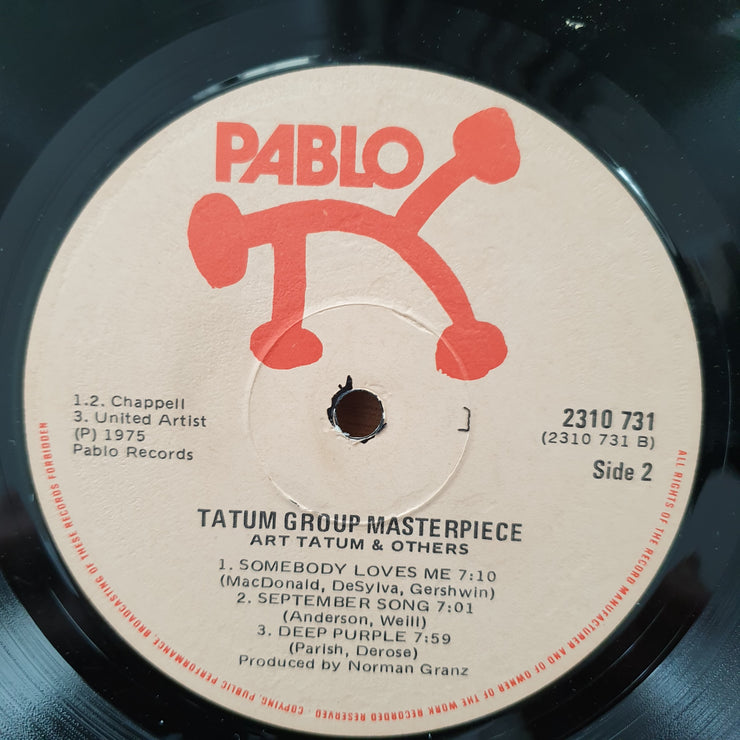 PABLO
1.2. Chappell
3. United Artist
(P) 1975
Pablo Records
2310 731
(2310 731 B)
Side 2
TATUM GROUP MASTERPIECE
ART TATUM & OTHERS
1. SOMEBODY LOVES ME 7:10
(MacDonald, DeSylva, Gershwin)
2. SEPTEMBER SONG 7:01
(Anderson, Weill)
3. DEEP PURPLE 7:59
(Parish, Derose)
Produced by Norman Granz
ALL RIGHTS OF THE RECORD MANUFACTURER AND OF OWNER OF THE WORK RECORDED RESERVED · COPYING, PUBLIC PERFORMANCE, BROADCASTING OF THESE RECORDS FORBIDDEN